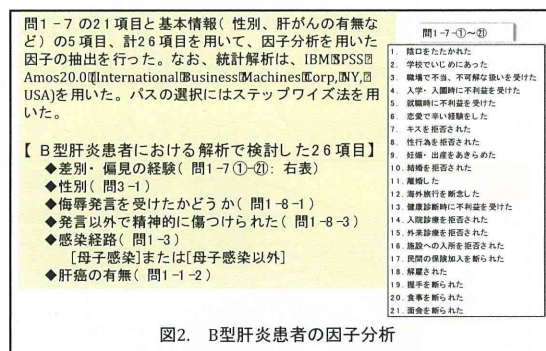 問1-7 の21項目と基本情報( 性別、肝がんの有無な
ど) の5項目、計26項目を用いて、因子分析を用いた
因子の抽出を行った。なお、統計解析は、IBM SPSS
Amos20.0 (International Business Machines Corp,NY,
USA)を用いた。パスの選択にはステップワイズ法を用
いた。
【 B型肝炎患者における解析で検討した26項目】
◆差別・偏見の経験( 問1-7①-㉑: 右表)
◆性別( 問3-1)
◆侮辱発言を受けたかどうか( 問1-8-1)
◆発言以外で精神的に傷つけられた( 問1-8-3)
◆感染経路( 問1-3)
[母子感染]または[母子感染以外]
◆肝癌の有無( 問1-1-2)
問1-7-①~㉑
1. 陰口をたたかれた
2. 学校でいじめにあった
3. 職場で不当、不可解な扱いを受けた
4. 入学・入園時に不利益を受けた
5. 就職時に不利益を受けた
6. 恋愛で辛い経験をした
7. キスを拒否された
8. 性行為を拒否された
9. 妊娠・出産をあきらめた
10. 結婚を拒否された
11. 離婚した
12. 海外旅行を断念した
13. 健康診断時に不利益を受けた
14. 入院診療を拒否された
15. 外来診療を拒否された
16. 施設への入所を拒否された
17. 民間の保険加入を断られた
18. 解雇された
19. 握手を断られた
20. 食事を断られた
21. 面会を断られた
図2. B型肝炎患者の因子分析